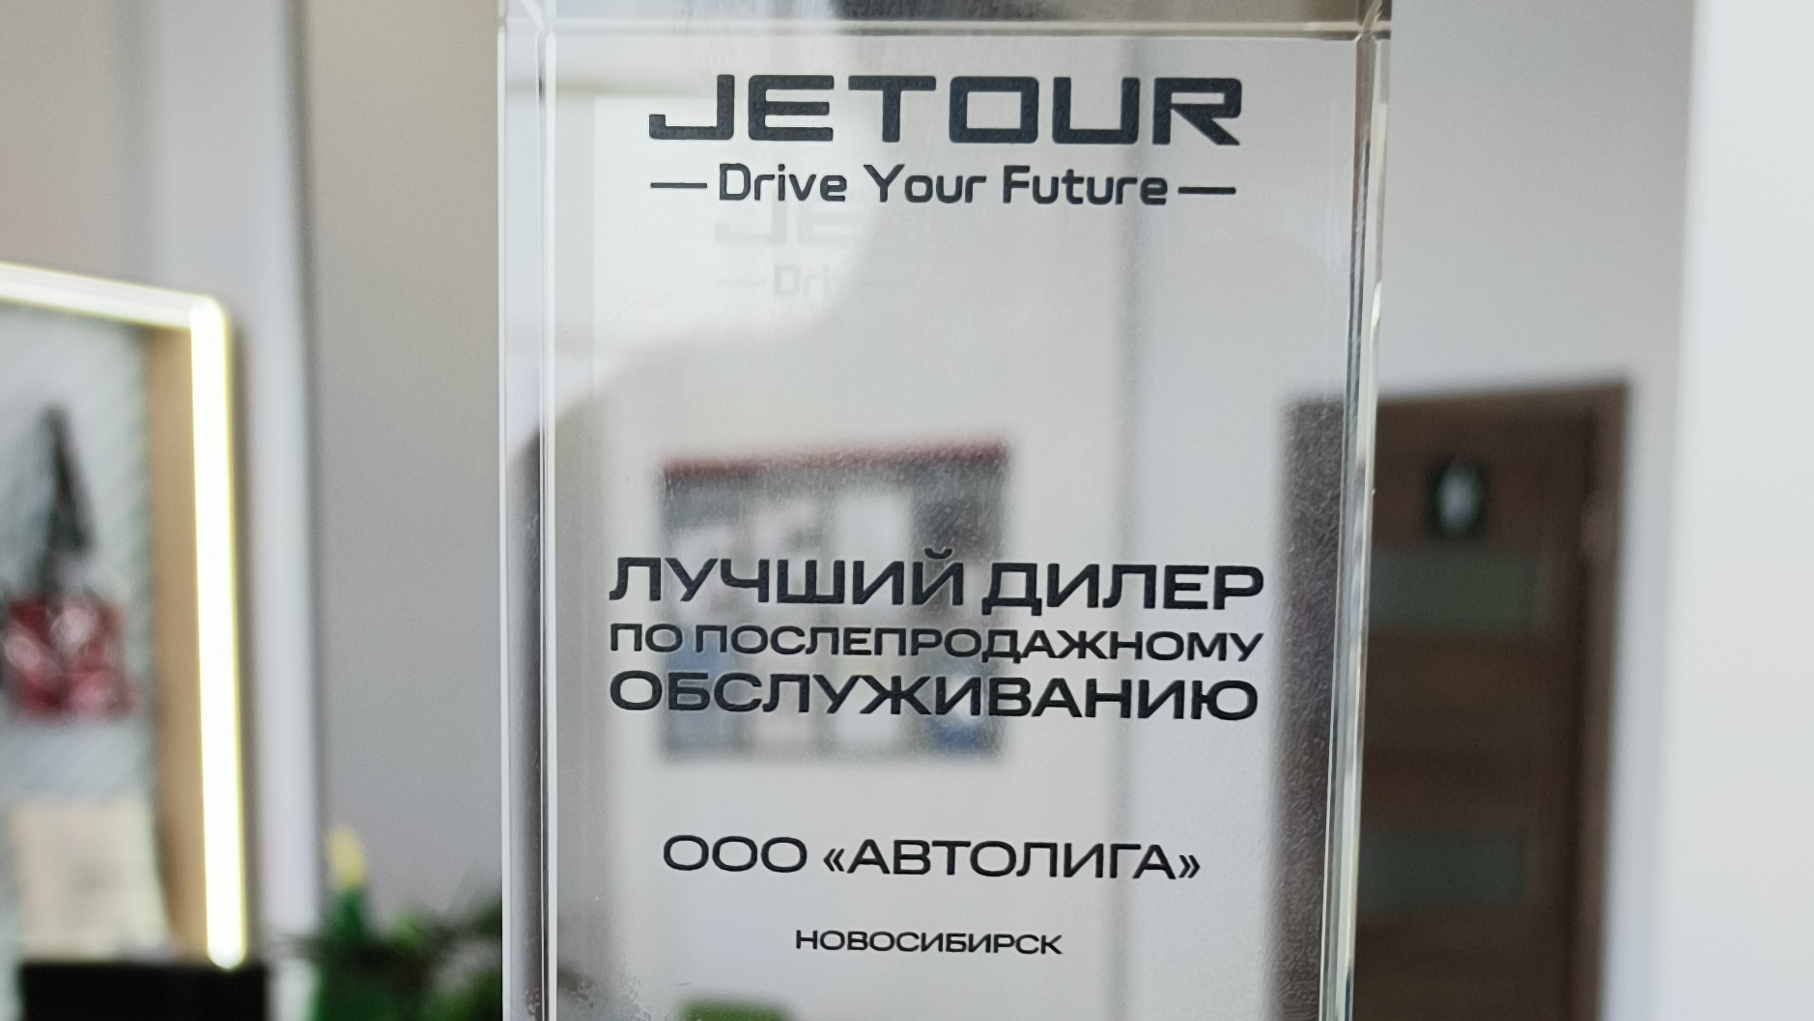 JETOUR
— Drive Your Future —
ЛУЧШИЙ ДИЛЕР
ПО ПОСЛЕПРОДАЖНОМУ
ОБСЛУЖИВАНИЮ
ООО «АВТОЛИГА»
НОВОСИБИРСК